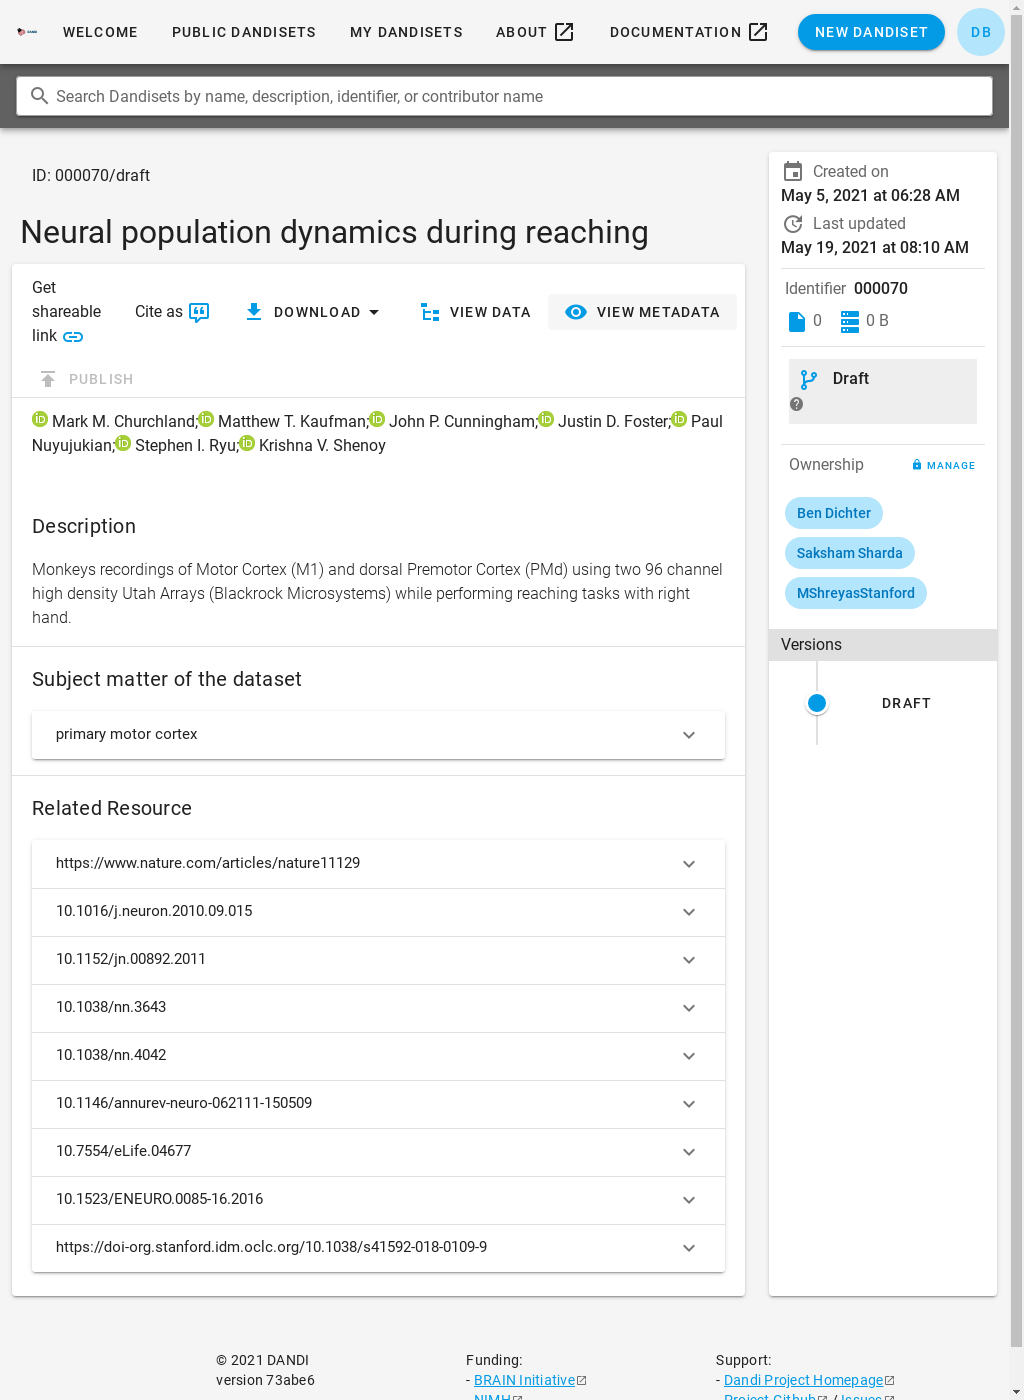 WELCOME PUBLIC DANDISETS MY DANDISETS ABOUT DOCUMENTATION NEW DANDISET DB
Search Dandisets by name, description, identifier, or contributor name
ID: 000070/draft
Neural population dynamics during reaching
Get shareable link
Cite as
DOWNLOAD
VIEW DATA
VIEW METADATA
PUBLISH
Mark M. Churchland; Matthew T. Kaufman; John P. Cunningham; Justin D. Foster; Paul
Nuyujukian; Stephen I. Ryu; Krishna V. Shenoy
Description
Monkeys recordings of Motor Cortex (M1) and dorsal Premotor Cortex (PMd) using two 96 channel
high density Utah Arrays (Blackrock Microsystems) while performing reaching tasks with right
hand.
Subject matter of the dataset
primary motor cortex
Related Resource
https://www.nature.com/articles/nature11129
10.1016/j.neuron.2010.09.015
10.1152/jn.00892.2011
10.1038/nn.3643
10.1038/nn.4042
10.1146/annurev-neuro-062111-150509
10.7554/eLife.04677
10.1523/ENEURO.0085-16.2016
https://doi-org.stanford.idm.oclc.org/10.1038/s41592-018-0109-9
Created on
May 5, 2021 at 06:28 AM
Last updated
May 19, 2021 at 08:10 AM
Identifier 000070
0 0 B
Draft
Ownership MANAGE
Ben Dichter
Saksham Sharda
MShreyasStanford
Versions
DRAFT
© 2021 DANDI
version 73abe6
Funding:
- BRAIN Initiative
- NIMH
Support:
- Dandi Project Homepage
- Project Github / Issues